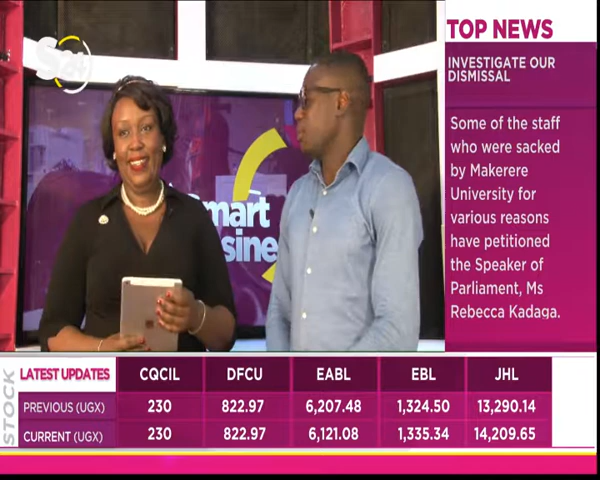 S24
TOP NEWS
INVESTIGATE OUR
DISMISSAL
Some of the staff
who were sacked
by Makerere
University for
various reasons
have petitioned
the Speaker of
Parliament, Ms
Rebecca Kadaga.
mart
sine
STOCK
LATEST UPDATES CQCIL DFCU EABL EBL JHL
PREVIOUS (UGX) 230 822.97 6,207.48 1,324.50 13,290.14
CURRENT (UGX) 230 822.97 6,121.08 1,335.34 14,209.65